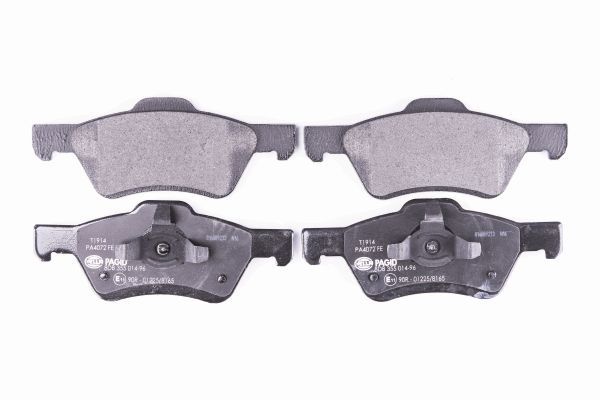 T1914
PA4072 FE
HELLA PAGID
8DB 355 014-96
E11 90R - 01225/8165
T1914
PA4072 FE
HELLA PAGID
8DB 355 014-96
E11 90R - 01225/8165